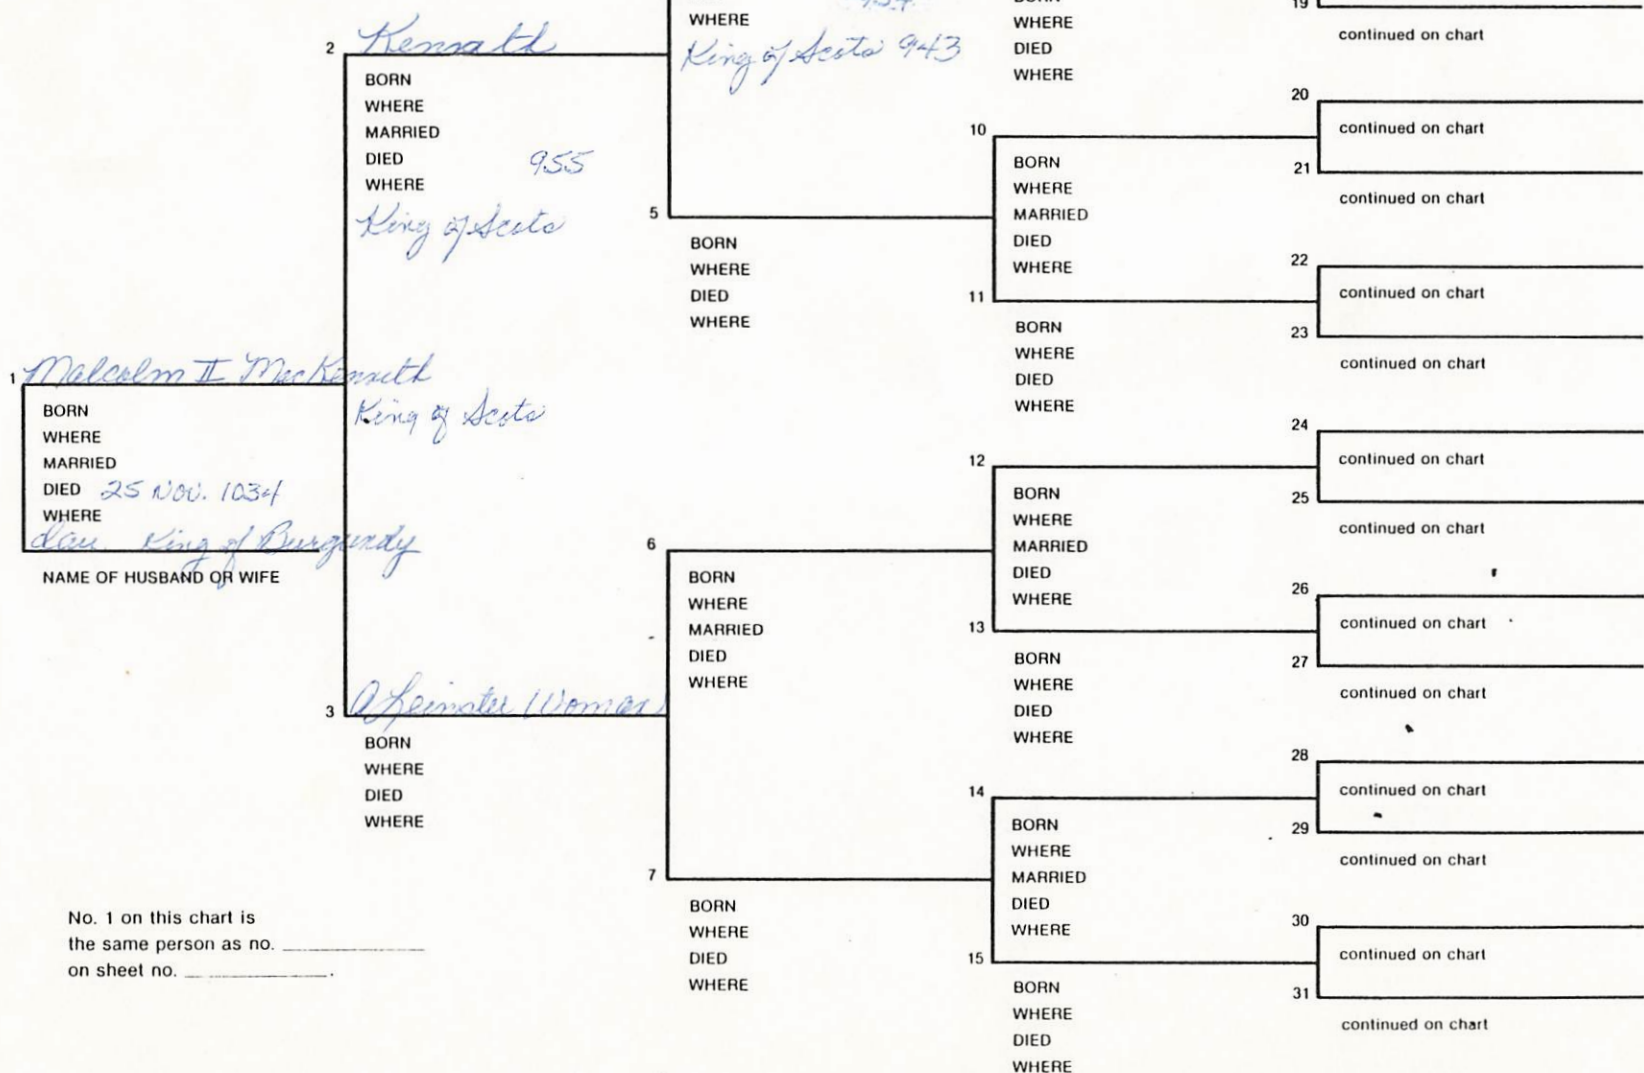 BORN
WHERE
WHERE
King of Scots 943
DIED
WHERE
19
continued on chart
2 Kennath
BORN
WHERE
MARRIED
DIED 955
WHERE
King of Scots
5
BORN
WHERE
DIED
WHERE
10
BORN
WHERE
MARRIED
DIED
WHERE
11
BORN
WHERE
DIED
WHERE
20
continued on chart
21
continued on chart
22
continued on chart
23
continued on chart
1 Malcolm II MacKennath
King of Scots
BORN
WHERE
MARRIED
DIED 25 NOV. 1034
WHERE
dau. King of Burgundy
NAME OF HUSBAND OR WIFE
3 A Leinster Woman
BORN
WHERE
DIED
WHERE
6
BORN
WHERE
MARRIED
DIED
WHERE
7
BORN
WHERE
DIED
WHERE
12
BORN
WHERE
MARRIED
DIED
WHERE
13
BORN
WHERE
DIED
WHERE
14
BORN
WHERE
MARRIED
DIED
WHERE
15
BORN
WHERE
DIED
WHERE
24
continued on chart
25
continued on chart
26
continued on chart
27
continued on chart
28
continued on chart
29
continued on chart
30
continued on chart
31
continued on chart
No. 1 on this chart is
the same person as no.
on sheet no. .